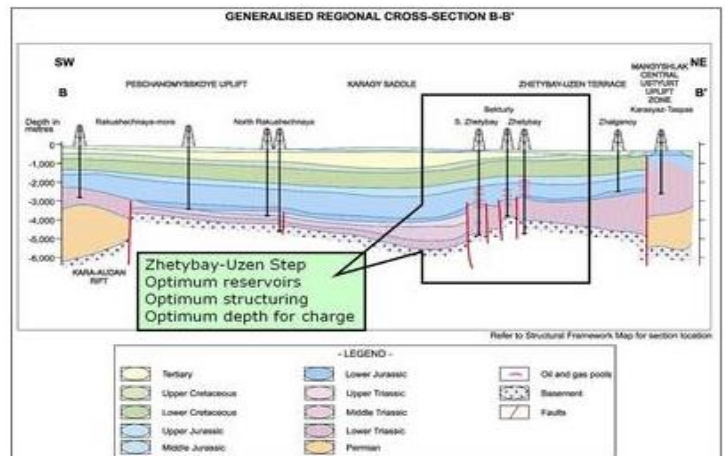 GENERALISED REGIONAL CROSS-SECTION B-B'
SW
NE
B
B'
PESCHANOMYSSKOYE UPLIFT
KARAGY SADDLE
ZHETYBAY-UZEN TERRACE
MANGYSHLAK
CENTRAL
USTYURT
UPLIFT
ZONE
Karasyaz-Taspas
Depth in
metres
Rakushechnaya-more
North Rakushechnaya
S. Zhetybay
Bekturly
Zhetybay
Zhalganoy
0
-1,000
-2,000
-3,000
-4,000
-5,000
-6,000
KARA-AUDAN
RIFT
Zhetybay-Uzen Step
Optimum reservoirs
Optimum structuring
Optimum depth for charge
Refer to Structural Framework Map for section location
- LEGEND -
Tertiary
Upper Cretaceous
Lower Cretaceous
Upper Jurassic
Middle Jurassic
Lower Jurassic
Upper Triassic
Middle Triassic
Lower Triassic
Permian
Oil and gas pools
Basement
Faults